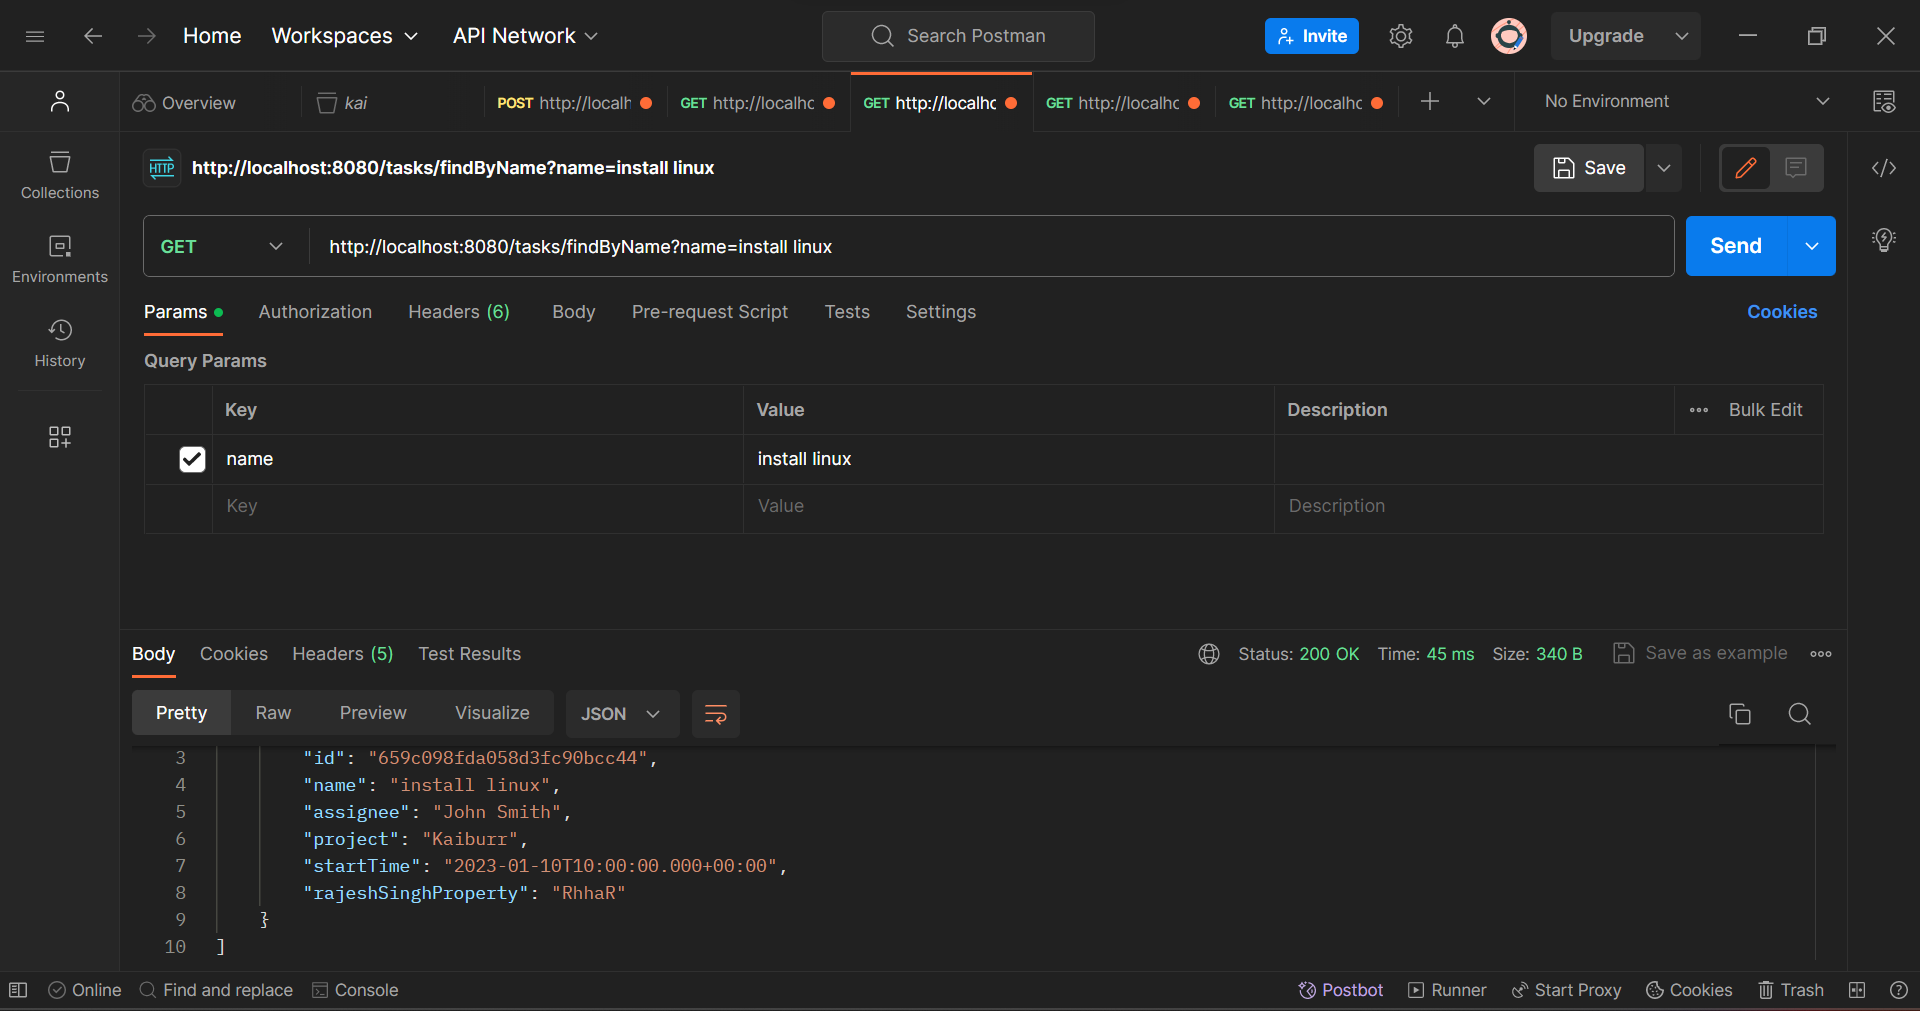 Home Workspaces API Network Search Postman Invite Upgrade
Overview kai POST http://localh GET http://localhc GET http://localhc GET http://localhc GET http://localhc No Environment
HTTP http://localhost:8080/tasks/findByName?name=install linux Save
Collections
GET http://localhost:8080/tasks/findByName?name=install linux Send
Environments
Params Authorization Headers (6) Body Pre-request Script Tests Settings Cookies
History
Query Params
Key Value Description Bulk Edit
name install linux
Key Value Description
Body Cookies Headers (5) Test Results Status: 200 OK Time: 45 ms Size: 340 B Save as example
Pretty Raw Preview Visualize JSON
3 "id": "659c098fda058d3fc90bcc44",
4 "name": "install linux",
5 "assignee": "John Smith",
6 "project": "Kaiburr",
7 "startTime": "2023-01-10T10:00:00.000+00:00",
8 "rajeshSinghProperty": "RhhaR"
9 }
10 ]
Online Find and replace Console Postbot Runner Start Proxy Cookies Trash